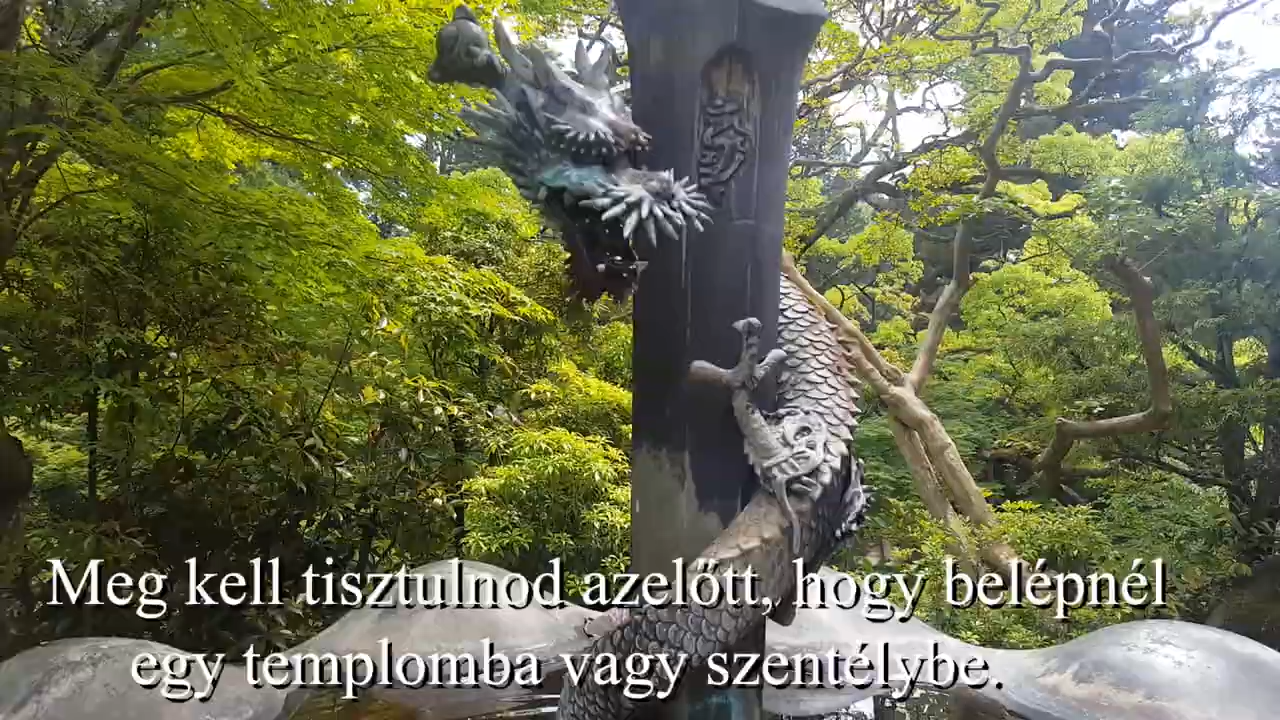 Meg kell tisztulnod azelőtt, hogy belépnél
egy templomba vagy szentélybe.